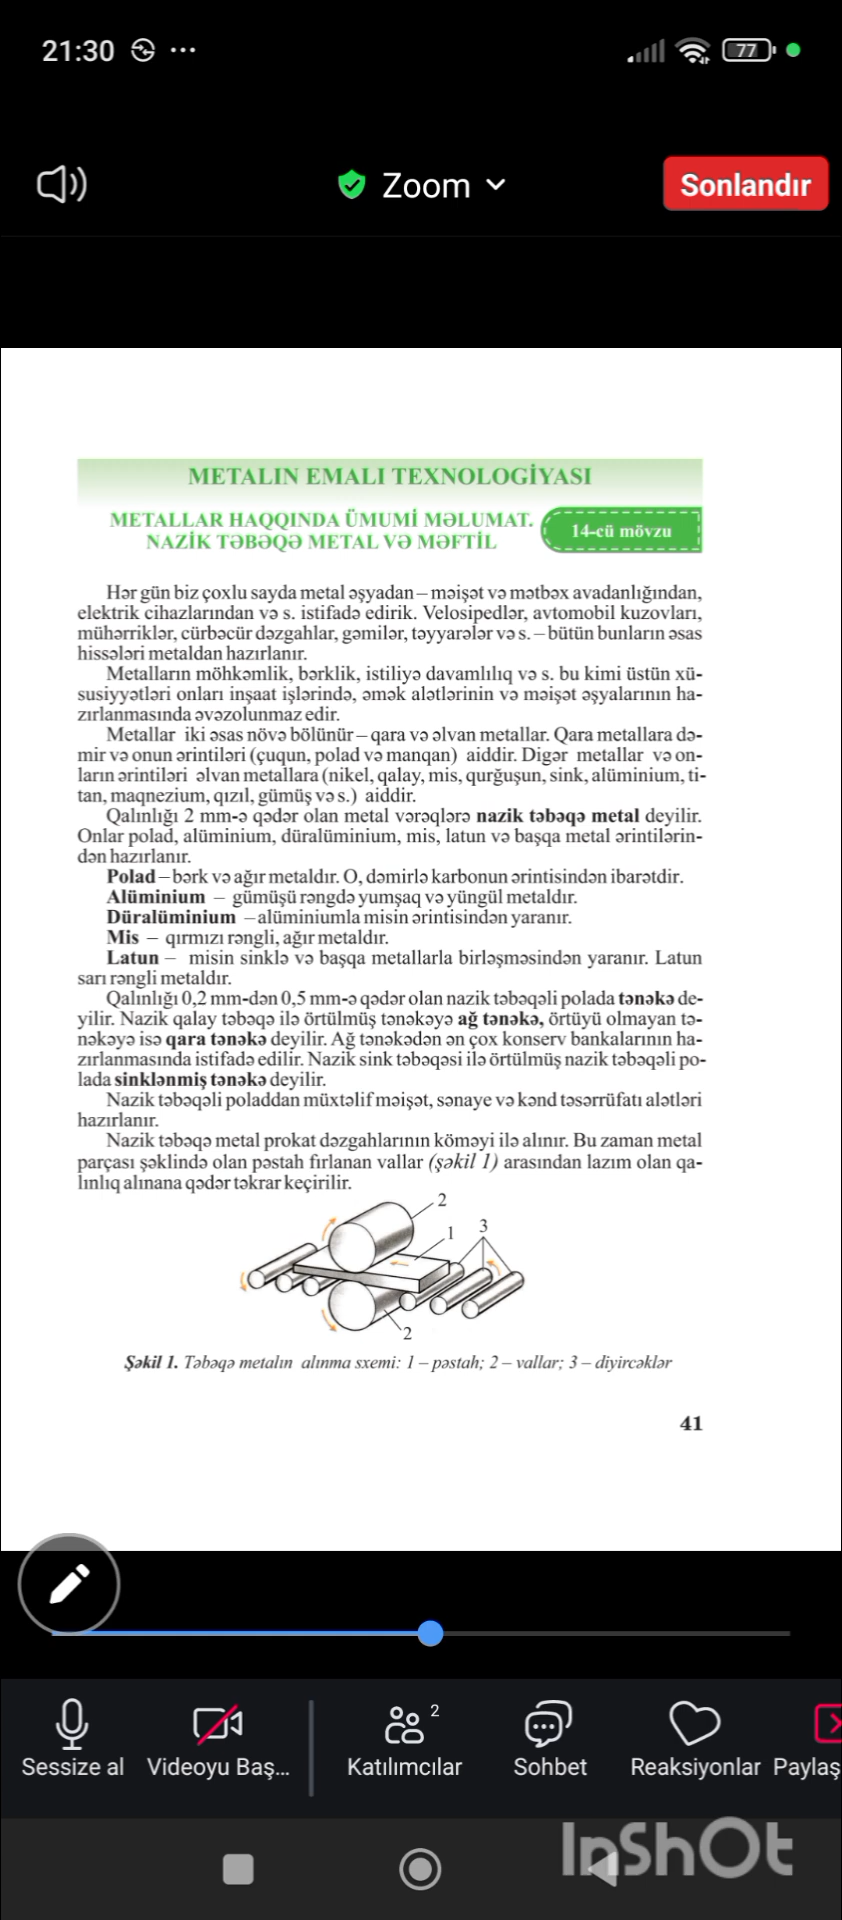 21:30
77
Zoom
Sonlandır
METALIN EMALI TEXNOLOGİYASI
METALLAR HAQQINDA ÜMUMİ MƏLUMAT.
NAZİK TƏBƏQƏ METAL VƏ MƏFTİL
14-cü mövzu
Hər gün biz çoxlu sayda metal əşyadan – məişət və mətbəx avadanlığından,
elektrik cihazlarından və s. istifadə edirik. Velosipedlər, avtomobil kuzovları,
mühərriklər, cürbəcür dəzgahlar, gəmilər, təyyarələr və s. – bütün bunların əsas
hissələri metaldan hazırlanır.
Metalların möhkəmlik, bərklik, istiliyə davamlılıq və s. bu kimi üstün xü-
susiyyətləri onları inşaat işlərində, əmək alətlərinin və məişət əşyalarının ha-
zırlanmasında əvəzolunmaz edir.
Metallar iki əsas növə bölünür – qara və əlvan metallar. Qara metallara də-
mir və onun ərintiləri (çuqun, polad və manqan) aiddir. Digər metallar və on-
ların ərintiləri əlvan metallara (nikel, qalay, mis, qurğuşun, sink, alüminium, ti-
tan, maqnezium, qızıl, gümüş və s.) aiddir.
Qalınlığı 2 mm-ə qədər olan metal vərəqlərə nazik təbəqə metal deyilir.
Onlar polad, alüminium, düralüminium, mis, latun və başqa metal ərintilərin-
dən hazırlanır.
Polad – bərk və ağır metaldır. O, dəmirlə karbonun ərintisindən ibarətdir.
Alüminium – gümüşü rəngdə yumşaq və yüngül metaldır.
Düralüminium – alüminiumla misin ərintisindən yaranır.
Mis – qırmızı rəngli, ağır metaldır.
Latun – misin sinklə və başqa metallarla birləşməsindən yaranır. Latun
sarı rəngli metaldır.
Qalınlığı 0,2 mm-dən 0,5 mm-ə qədər olan nazik təbəqəli polada tənəkə de-
yilir. Nazik qalay təbəqə ilə örtülmüş tənəkəyə ağ tənəkə, örtüyü olmayan tə-
nəkəyə isə qara tənəkə deyilir. Ağ tənəkədən ən çox konserv bankalarının ha-
zırlanmasında istifadə edilir. Nazik sink təbəqəsi ilə örtülmüş nazik təbəqəli po-
lada sinklənmiş tənəkə deyilir.
Nazik təbəqəli poladdan müxtəlif məişət, sənaye və kənd təsərrüfatı alətləri
hazırlanır.
Nazik təbəqə metal prokat dəzgahlarının köməyi ilə alınır. Bu zaman metal
parçası şəklində olan pəstah fırlanan vallar (şəkil 1) arasından lazım olan qa-
lınlıq alınana qədər təkrar keçirilir.
2
1 3
2
Şəkil 1. Təbəqə metalın alınma sxemi: 1 – pəstah; 2 – vallar; 3 – diyircəklər
41
2
Sessize al Videoyu Baş... Katılımcılar Sohbet Reaksiyonlar Paylaş
InShOt